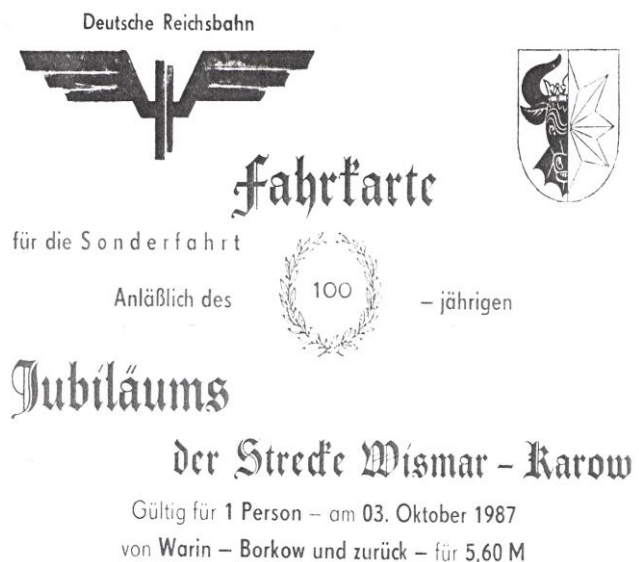 Deutsche Reichsbahn
Fahrkarte
für die Sonderfahrt
Anläßlich des 100 – jährigen
Jubiläums
der Strecke Wismar – Karow
Gültig für 1 Person – am 03. Oktober 1987
von Warin – Borkow und zurück – für 5,60 M